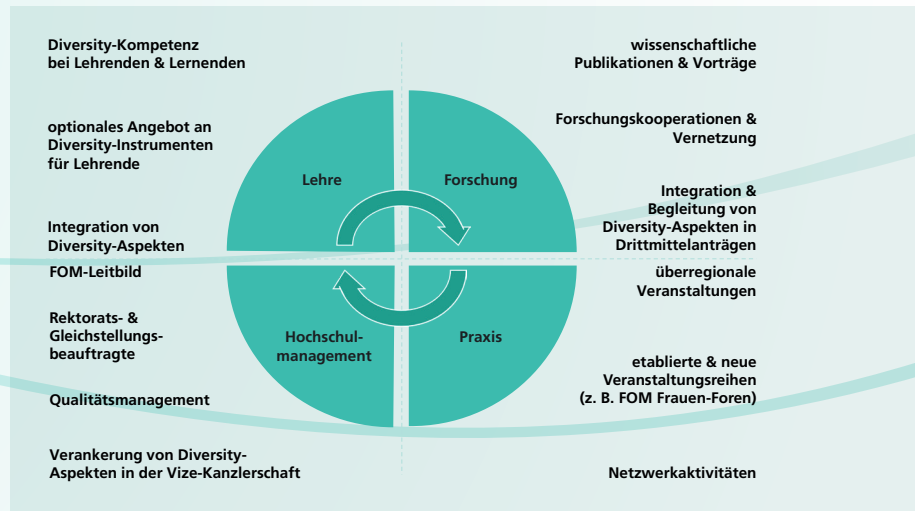 Diversity-Kompetenz
bei Lehrenden & Lernenden
optionales Angebot an
Diversity-Instrumenten
für Lehrende
Integration von
Diversity-Aspekten
Lehre
Forschung
wissenschaftliche
Publikationen & Vorträge
Forschungskooperationen &
Vernetzung
Integration &
Begleitung von
Diversity-Aspekten in
Drittmittelanträgen
FOM-Leitbild
Rektorats- &
Gleichstellungs-
beauftragte
Qualitätsmanagement
Verankerung von Diversity-
Aspekten in der Vize-Kanzlerschaft
Hochschul-
management
Praxis
überregionale
Veranstaltungen
etablierte & neue
Veranstaltungsreihen
(z. B. FOM Frauen-Foren)
Netzwerkaktivitäten